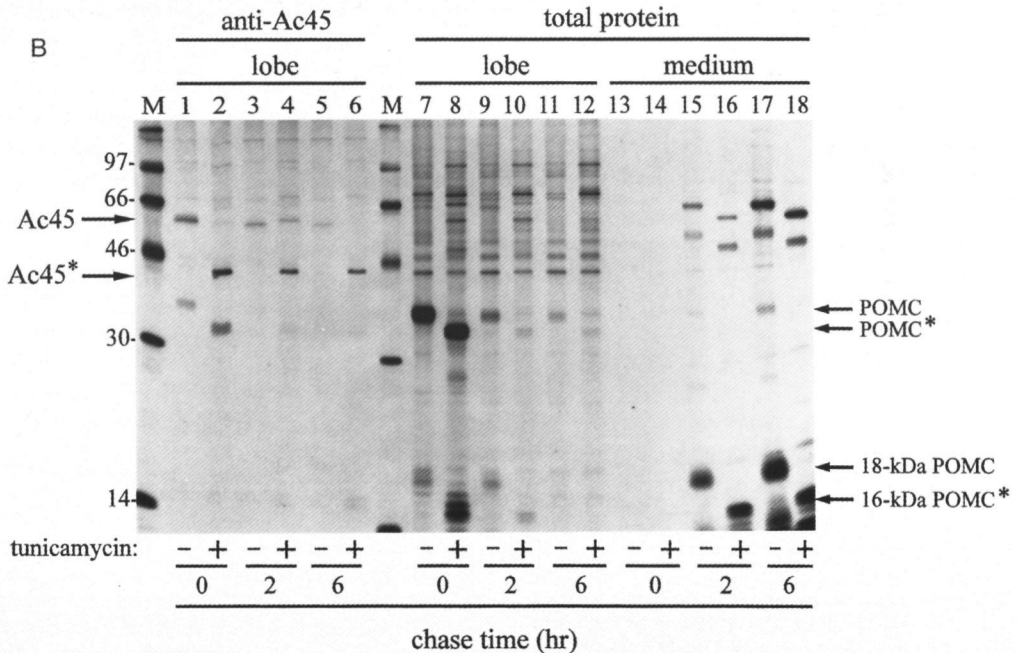 B
anti-Ac45 total protein
lobe lobe medium
M 1 2 3 4 5 6 M 7 8 9 10 11 12 13 14 15 16 17 18
97-
66-
Ac45
46-
Ac45*
POMC
POMC*
30-
18-kDa POMC
14-
16-kDa POMC*
tunicamycin: - + - + - + - + - + - + - + - + - +
0 2 6 0 2 6 0 2 6
chase time (hr)